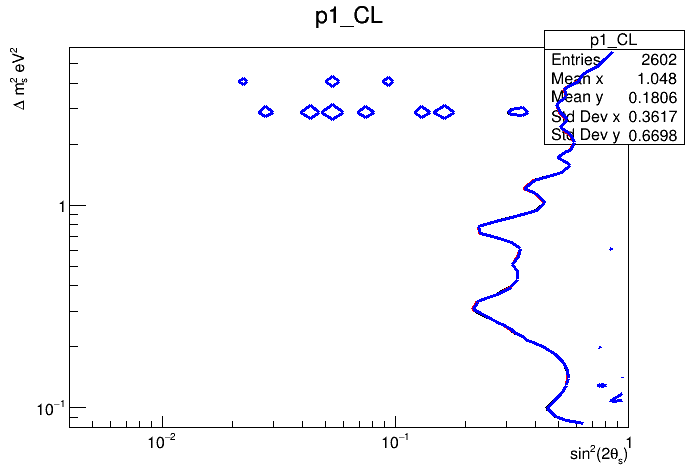 p1_CL
Δ m²ₛ eV²
p1_CL
Entries 2602
Mean x 1.048
Mean y 0.1806
Std Dev x 0.3617
Std Dev y 0.6698
1
10⁻¹
10⁻²
10⁻¹
1
sin²(2θₛ)